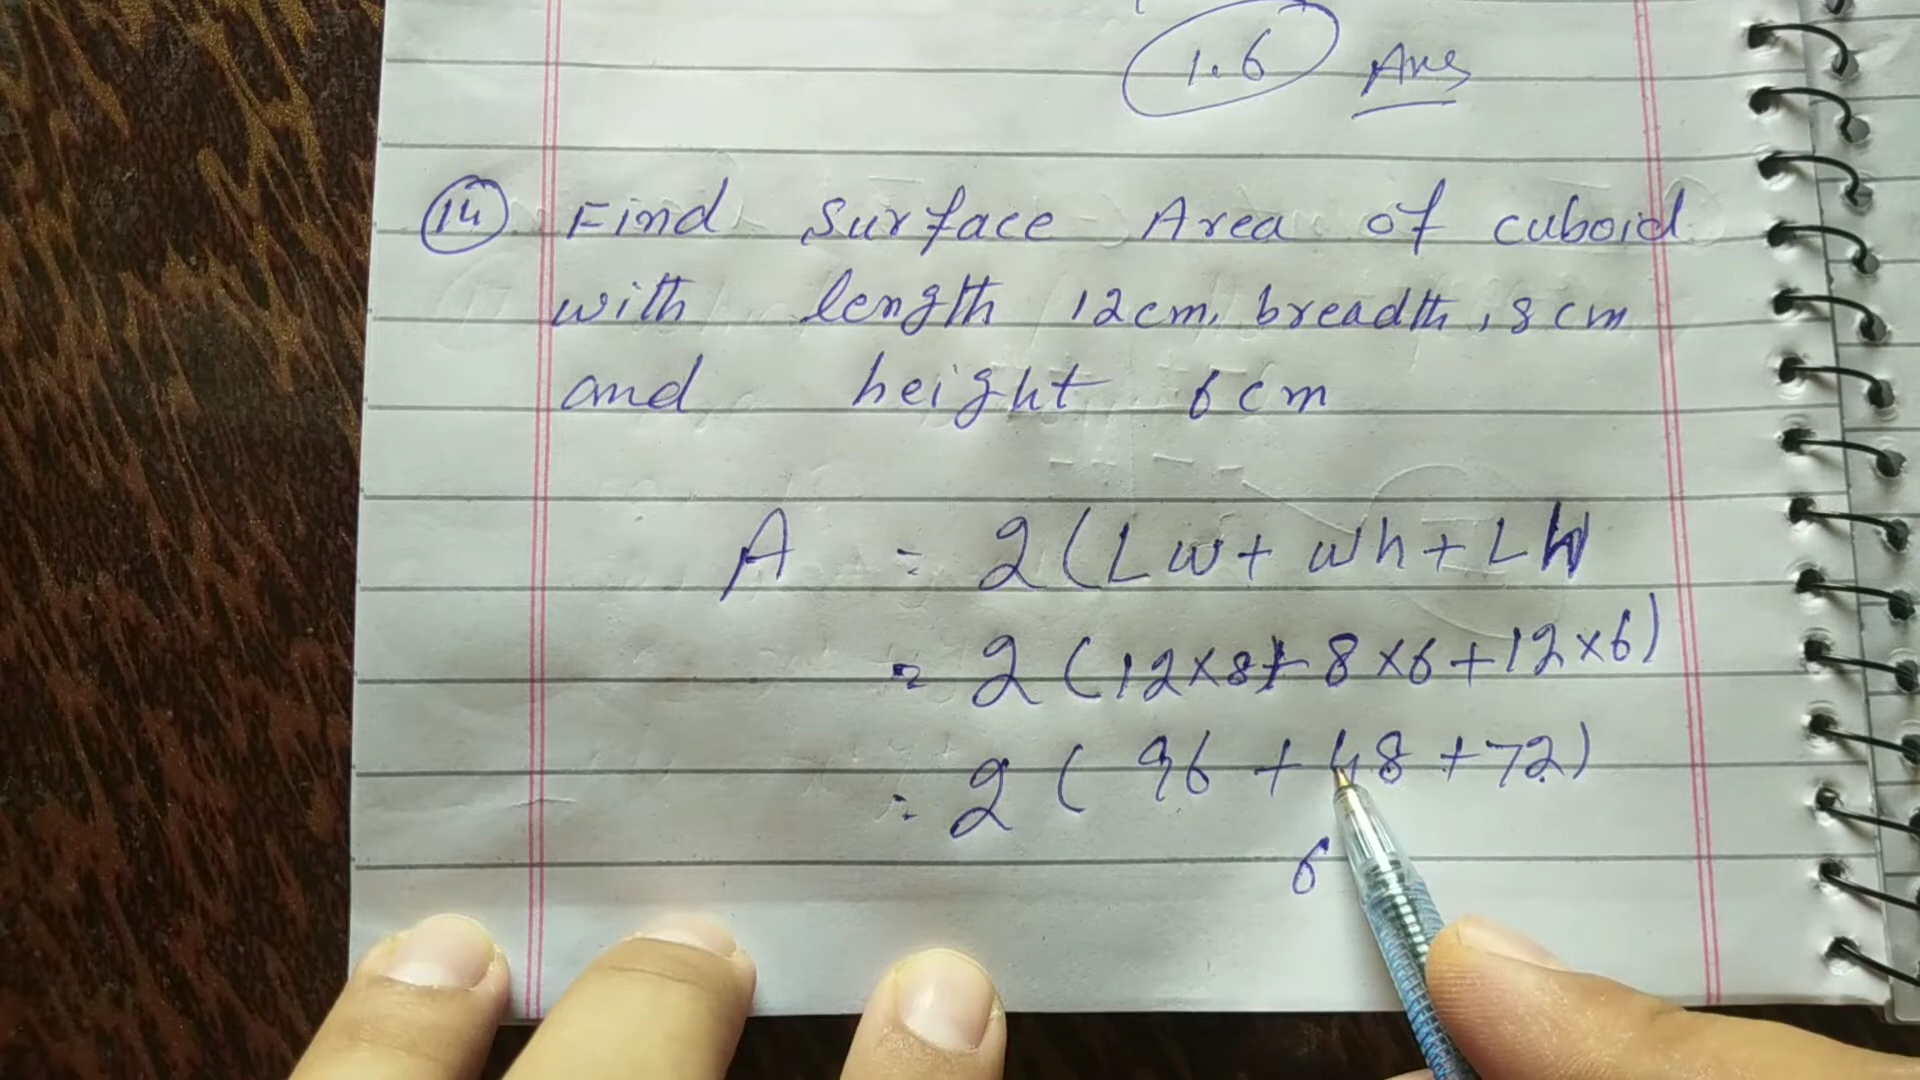 1.6 Ans
14 Find Surface Area of cuboid
with length 12cm, breadth, 8cm
and height 6cm
A = 2(Lw+wh+Lh
= 2(12×8+8×6+12×6)
= 2(96+48+72)
6